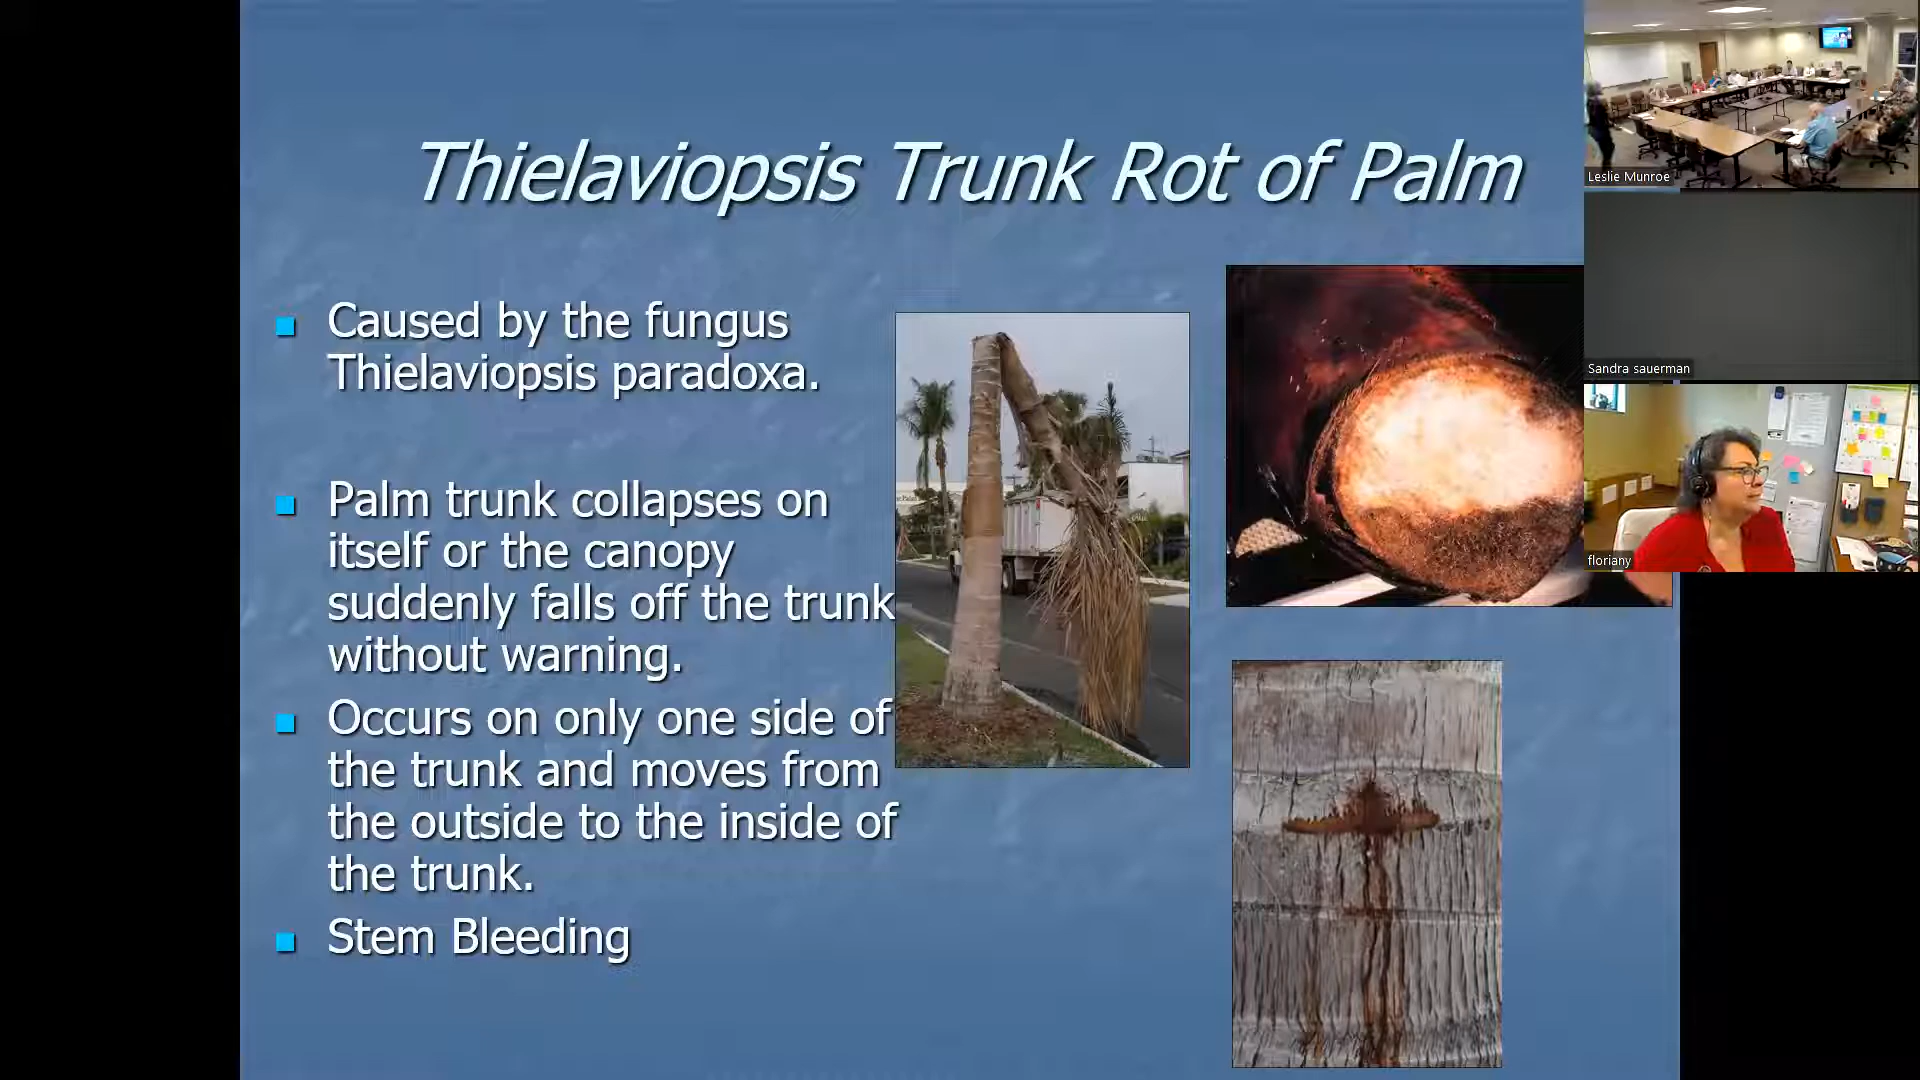 Thielaviopsis Trunk Rot of Palm
Caused by the fungus
Thielaviopsis paradoxa.
Palm trunk collapses on
itself or the canopy
suddenly falls off the trunk
without warning.
Occurs on only one side of
the trunk and moves from
the outside to the inside of
the trunk.
Stem Bleeding
Leslie Munroe
Sandra sauerman
floriany